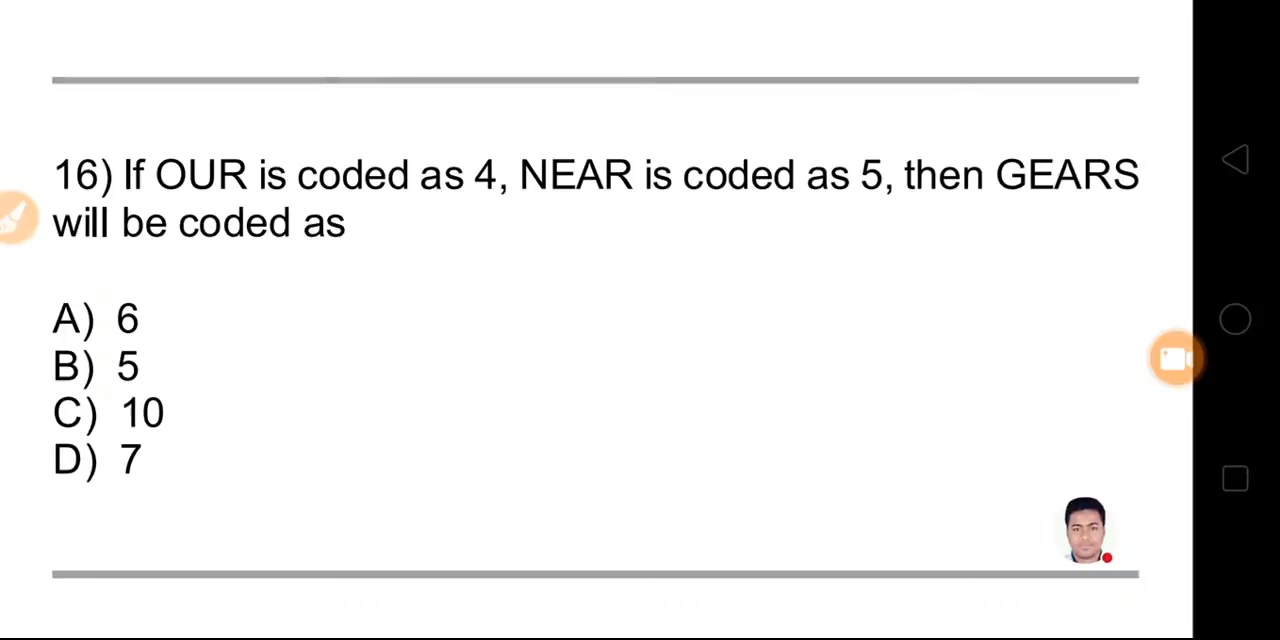 16) If OUR is coded as 4, NEAR is coded as 5, then GEARS
will be coded as
A) 6
B) 5
C) 10
D) 7